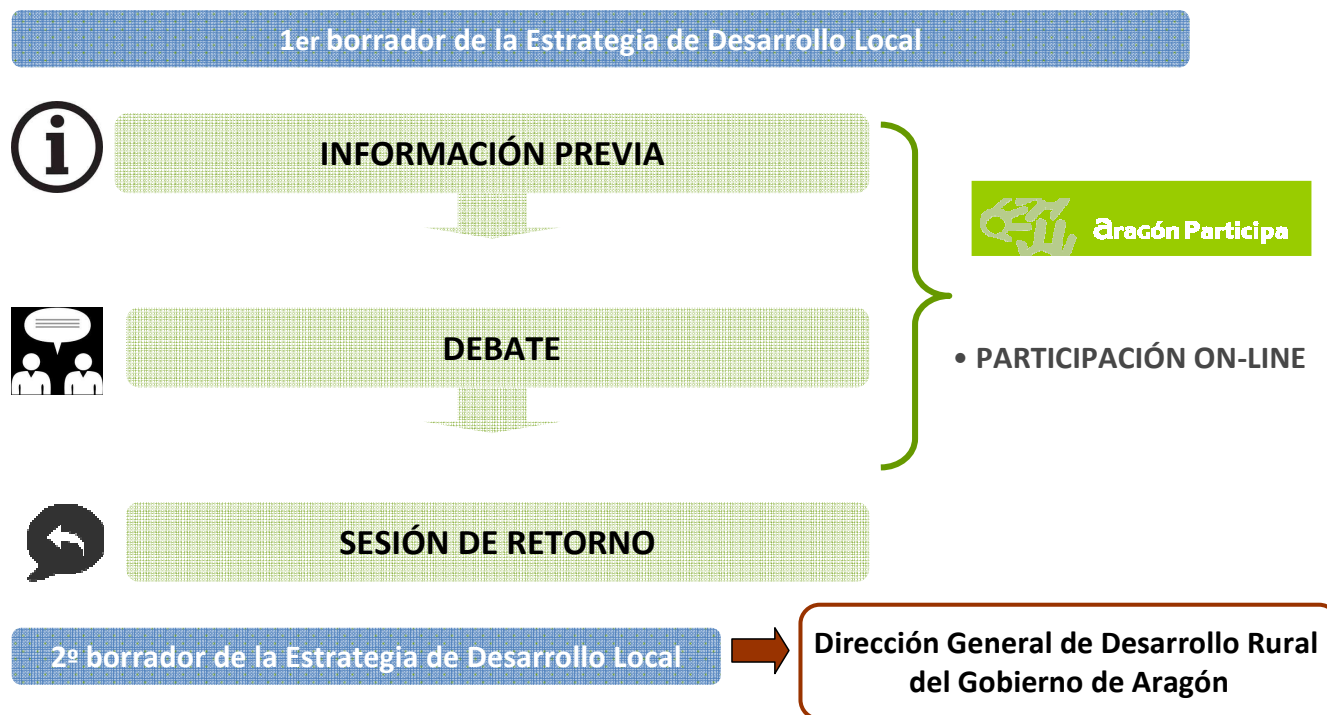 1er borrador de la Estrategia de Desarrollo Local
INFORMACIÓN PREVIA
aragón Participa
DEBATE
• PARTICIPACIÓN ON-LINE
SESIÓN DE RETORNO
2º borrador de la Estrategia de Desarrollo Local
Dirección General de Desarrollo Rural
del Gobierno de Aragón